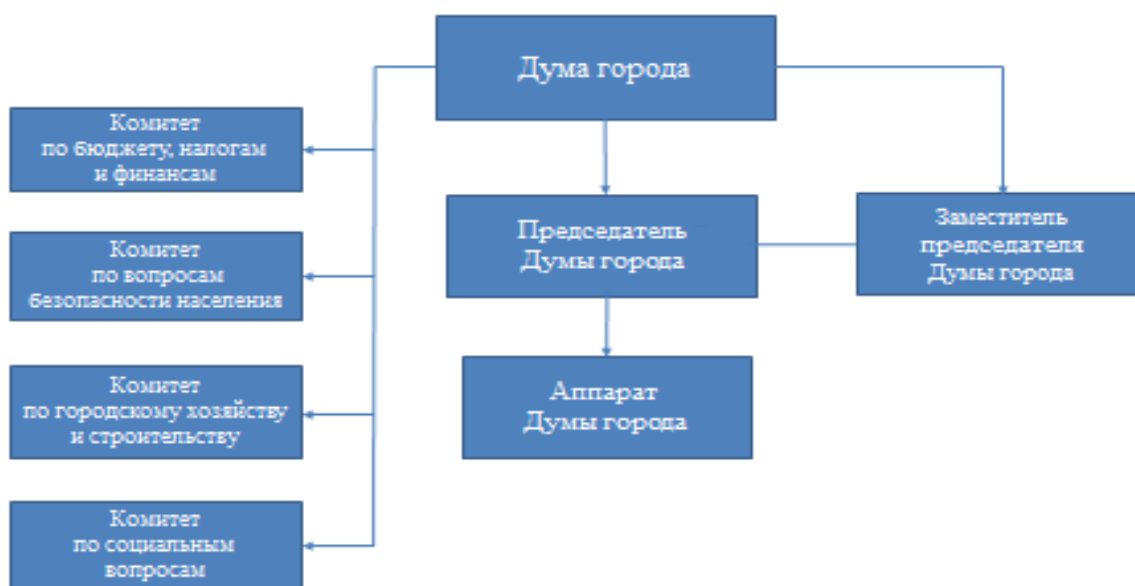 Дума города
Комитет
по бюджету, налогам
и финансам
Комитет
по вопросам
безопасности населения
Комитет
по городскому хозяйству
и строительству
Комитет
по социальным
вопросам
Председатель
Думы города
Заместитель
председателя
Думы города
Аппарат
Думы города